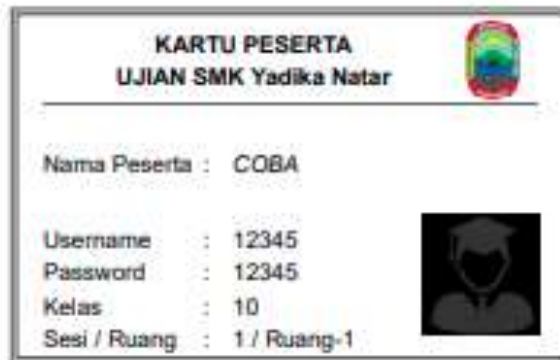 KARTU PESERTA
UJIAN SMK Yadika Natar
Nama Peserta : COBA
Username : 12345
Password : 12345
Kelas : 10
Sesi / Ruang : 1 / Ruang-1